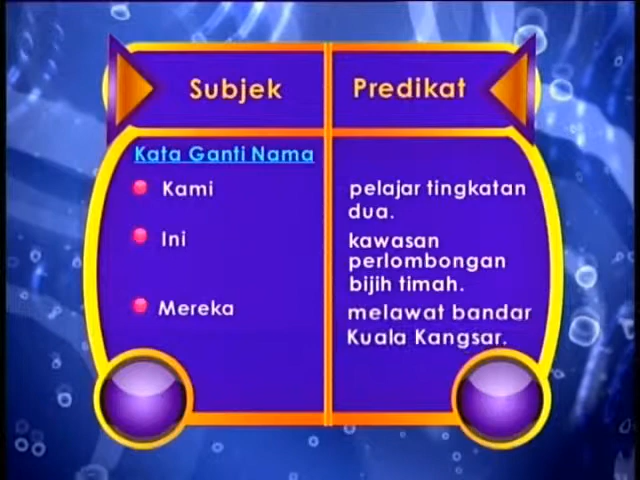 Subjek
Predikat
Kata Ganti Nama
Kami
pelajar tingkatan
dua.
Ini
kawasan
perlombongan
bijih timah.
Mereka
melawat bandar
Kuala Kangsar.